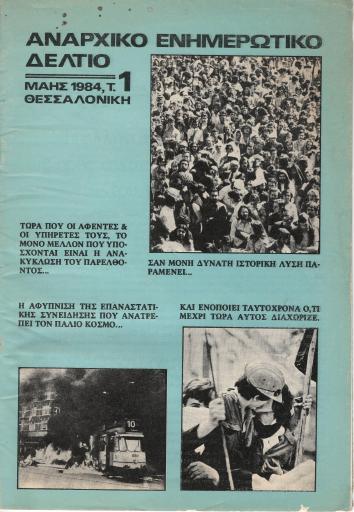 ΑΝΑΡΧΙΚΟ ΕΝΗΜΕΡΩΤΙΚΟ
ΔΕΛΤΙΟ
ΜΑΗΣ 1984, Τ. 1
ΘΕΣΣΑΛΟΝΙΚΗ
ΤΩΡΑ ΠΟΥ ΟΙ ΑΦΕΝΤΕΣ &
ΟΙ ΥΠΗΡΕΤΕΣ ΤΟΥΣ, ΤΟ
ΜΟΝΟ ΜΕΛΛΟΝ ΠΟΥ ΥΠΟ-
ΣΧΟΝΤΑΙ ΕΙΝΑΙ Η ΑΝΑ-
ΚΥΚΛΩΣΗ ΤΟΥ ΠΑΡΕΛΘΟ-
ΝΤΟΣ...
ΣΑΝ ΜΟΝΗ ΔΥΝΑΤΗ ΙΣΤΟΡΙΚΗ ΛΥΣΗ ΠΑ-
ΡΑΜΕΝΕΙ...
Η ΑΦΥΠΝΙΣΗ ΤΗΣ ΕΠΑΝΑΣΤΑΤΙ-
ΚΗΣ ΣΥΝΕΙΔΗΣΗΣ ΠΟΥ ΑΝΑΤΡΕ-
ΠΕΙ ΤΟΝ ΠΑΛΙΟ ΚΟΣΜΟ...
ΚΑΙ ΕΝΟΠΟΙΕΙ ΤΑΥΤΟΧΡΟΝΑ Ο,ΤΙ
ΜΕΧΡΙ ΤΩΡΑ ΑΥΤΟΣ ΔΙΑΧΩΡΙΖΕ.
10